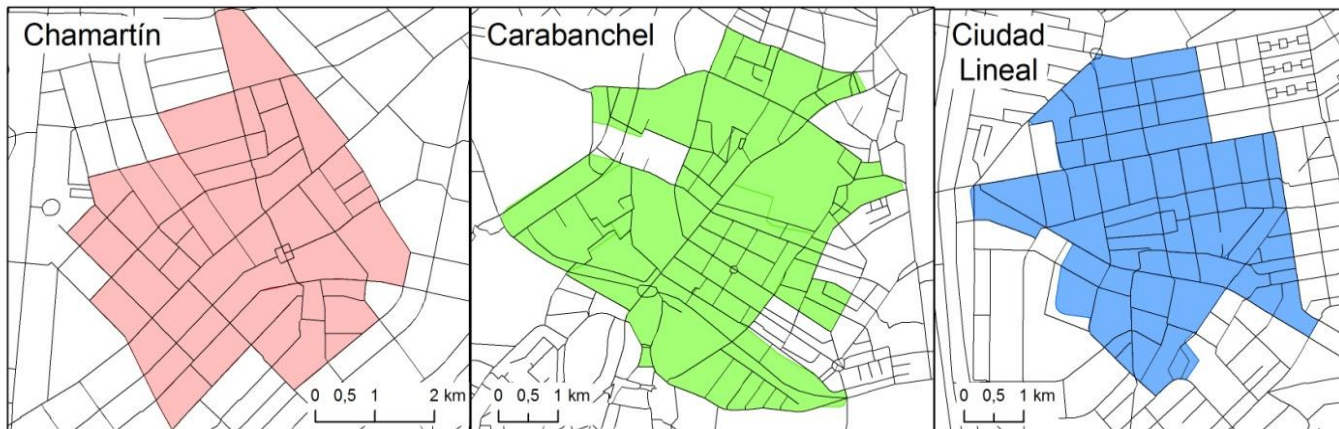 Chamartín
0 0,5 1 2 km
Carabanchel
0 0,5 1 km
Ciudad
Lineal
0 0,5 1 km